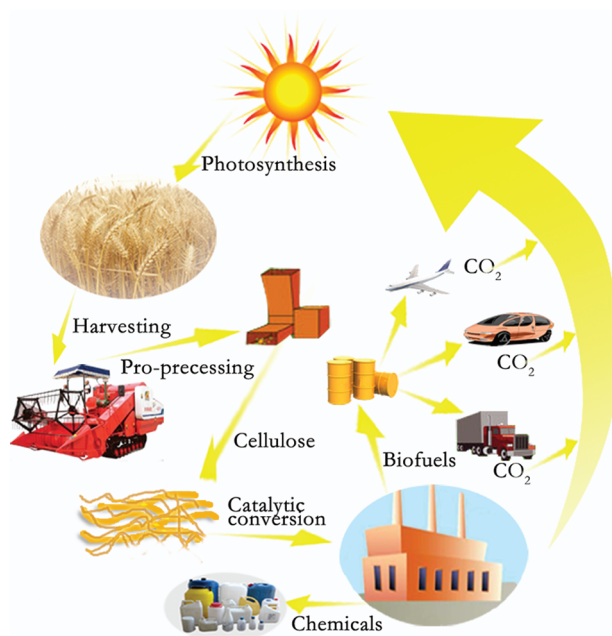 Photosynthesis
CO₂
Harvesting
Pro-precessing
CO₂
Cellulose
Biofuels
CO₂
Catalytic
conversion
Chemicals